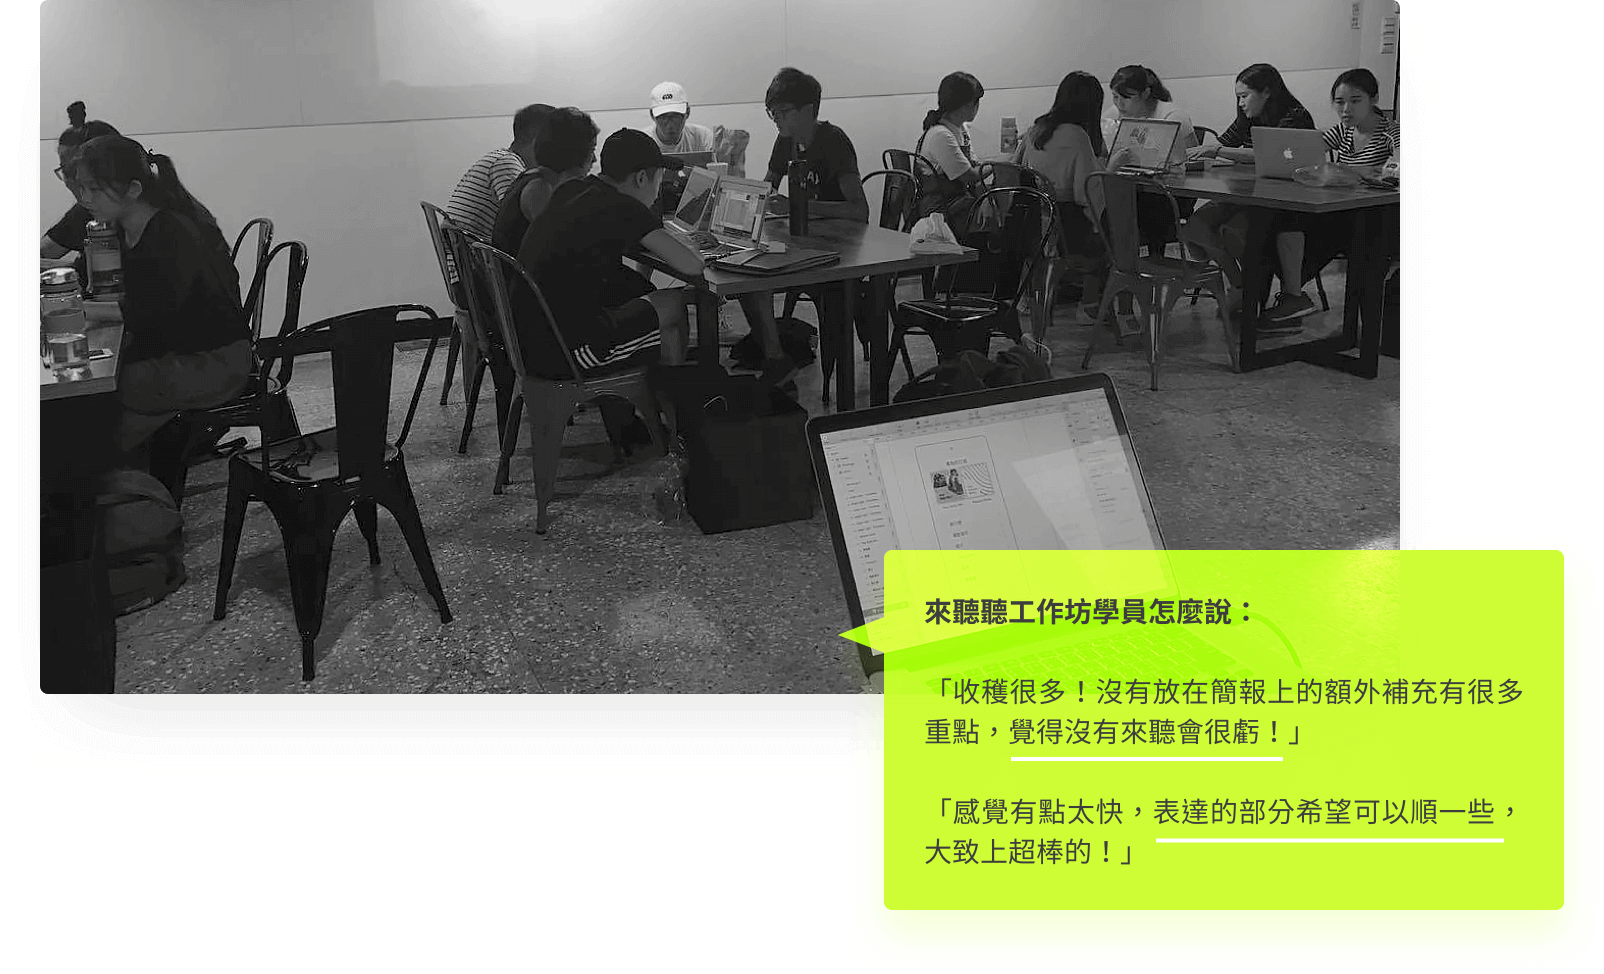 來聽聽工作坊學員怎麼說：
「收穫很多！沒有放在簡報上的額外補充有很多
重點，覺得沒有來聽會很虧！」
「感覺有點太快，表達的部分希望可以順一些，
大致上超棒的！」